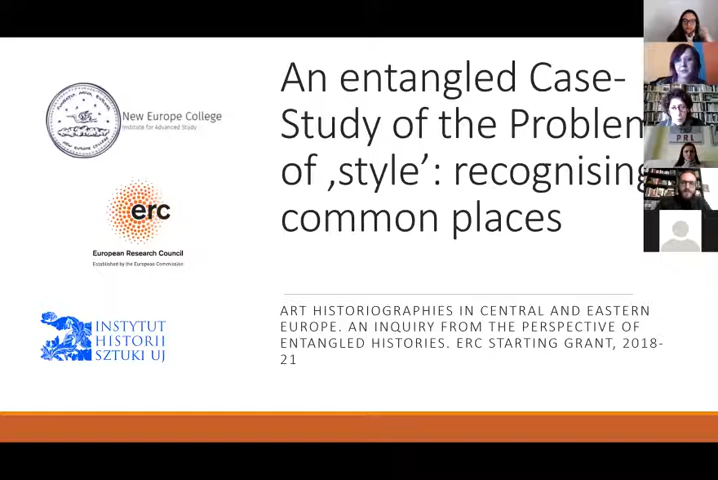 New Europe College
Institute for Advanced Study
erc
European Research Council
Established by the European Commission
INSTYTUT
HISTORII
SZTUKI UJ
An entangled Case-
Study of the Problem
of ‚style’: recognising
common places
ART HISTORIOGRAPHIES IN CENTRAL AND EASTERN
EUROPE. AN INQUIRY FROM THE PERSPECTIVE OF
ENTANGLED HISTORIES. ERC STARTING GRANT, 2018-
21
PRL